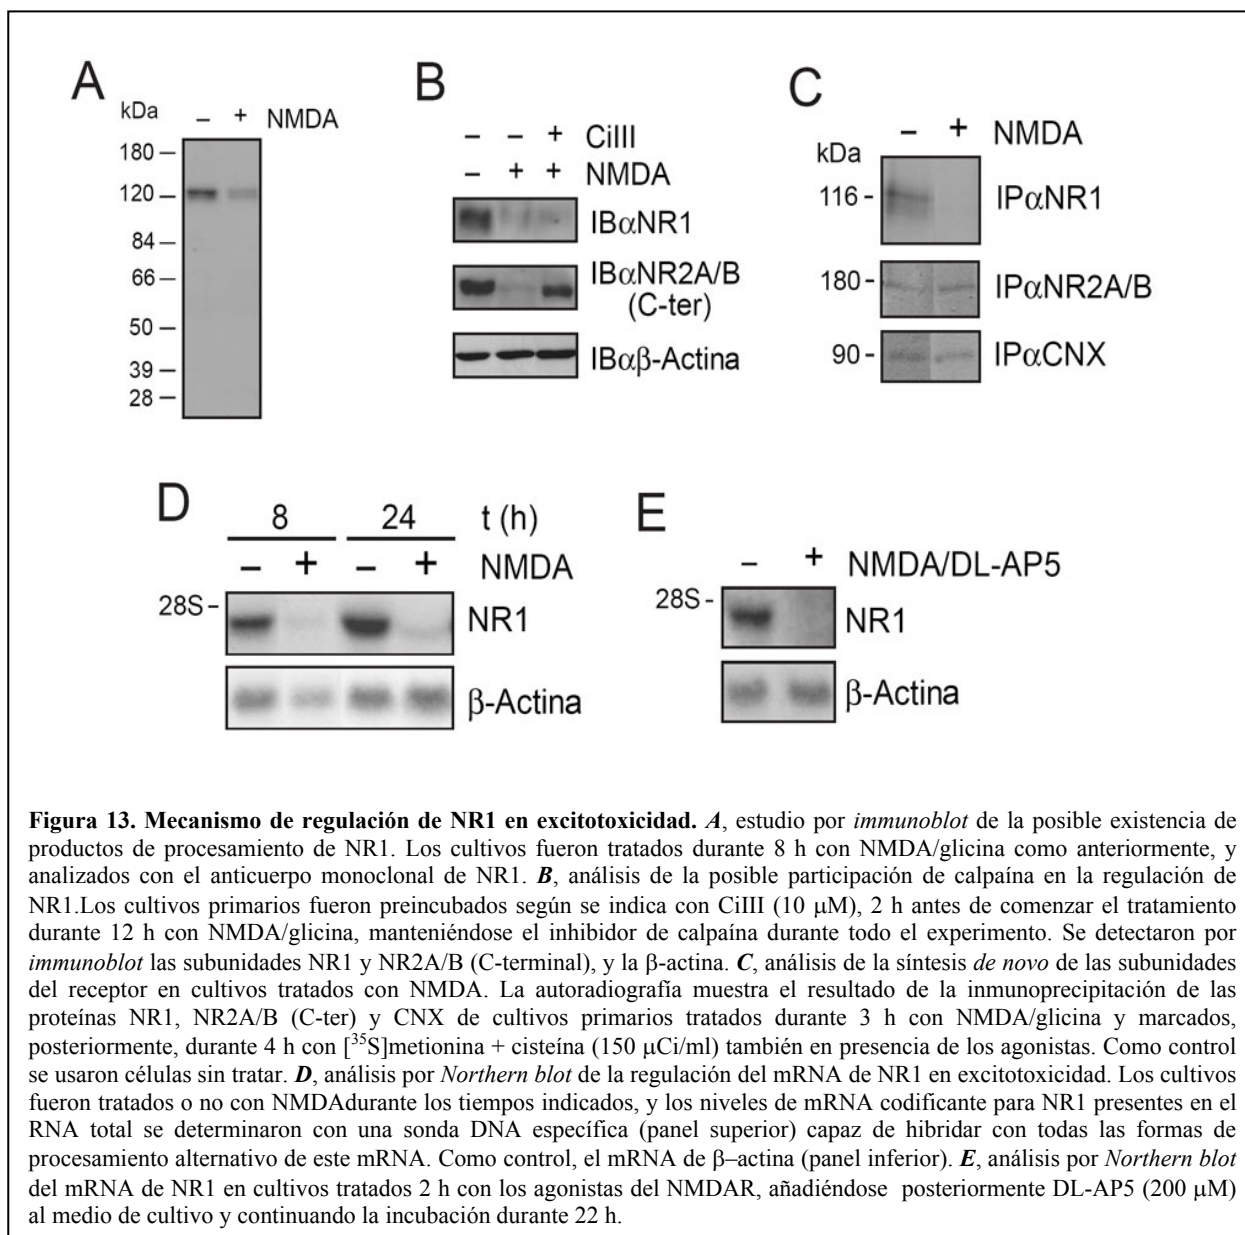 A
kDa
– + NMDA
180
120
84
66
50
39
28
B
– – + CiIII
– + + NMDA
IBαNR1
IBαNR2A/B
(C-ter)
IBαβ-Actina
C
– + NMDA
kDa
116
IPαNR1
180
IPαNR2A/B
90
IPαCNX
D
8 24 t (h)
– + – + NMDA
28S
NR1
β-Actina
E
– + NMDA/DL-AP5
28S
NR1
β-Actina
Figura 13. Mecanismo de regulación de NR1 en excitotoxicidad. A, estudio por immunoblot de la posible existencia de
productos de procesamiento de NR1. Los cultivos fueron tratados durante 8 h con NMDA/glicina como anteriormente, y
analizados con el anticuerpo monoclonal de NR1. B, análisis de la posible participación de calpaína en la regulación de
NR1.Los cultivos primarios fueron preincubados según se indica con CiIII (10 μM), 2 h antes de comenzar el tratamiento
durante 12 h con NMDA/glicina, manteniéndose el inhibidor de calpaína durante todo el experimento. Se detectaron por
immunoblot las subunidades NR1 y NR2A/B (C-terminal), y la β-actina. C, análisis de la síntesis de novo de las subunidades
del receptor en cultivos tratados con NMDA. La autoradiografía muestra el resultado de la inmunoprecipitación de las
proteínas NR1, NR2A/B (C-ter) y CNX de cultivos primarios tratados durante 3 h con NMDA/glicina y marcados,
posteriormente, durante 4 h con [³⁵S]metionina + cisteína (150 μCi/ml) también en presencia de los agonistas. Como control
se usaron células sin tratar. D, análisis por Northern blot de la regulación del mRNA de NR1 en excitotoxicidad. Los cultivos
fueron tratados o no con NMDAdurante los tiempos indicados, y los niveles de mRNA codificante para NR1 presentes en el
RNA total se determinaron con una sonda DNA específica (panel superior) capaz de hibridar con todas las formas de
procesamiento alternativo de este mRNA. Como control, el mRNA de β–actina (panel inferior). E, análisis por Northern blot
del mRNA de NR1 en cultivos tratados 2 h con los agonistas del NMDAR, añadiéndose posteriormente DL-AP5 (200 μM)
al medio de cultivo y continuando la incubación durante 22 h.